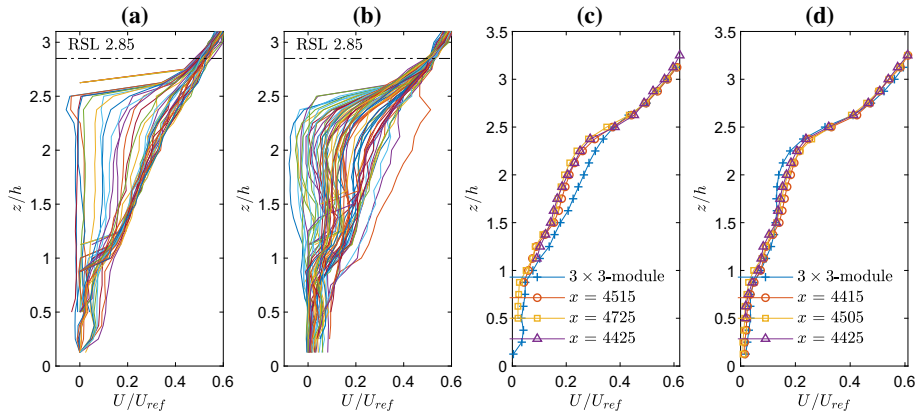 (a) (b) (c) (d)
3 3 3.5 3.5
RSL 2.85 RSL 2.85
3 3
2.5 2.5
2.5 2.5
2 2
2 2
z/h z/h z/h z/h
1.5 1.5
1.5 1.5
1 1
1 1
3 × 3-module 3 × 3-module
x = 4515 x = 4415
0.5 0.5 0.5 0.5
x = 4725 x = 4505
x = 4425 x = 4425
0 0 0 0
0 0.2 0.4 0.6 0 0.2 0.4 0.6 0 0.2 0.4 0.6 0 0.2 0.4 0.6
U/Uref U/Uref U/Uref U/Uref